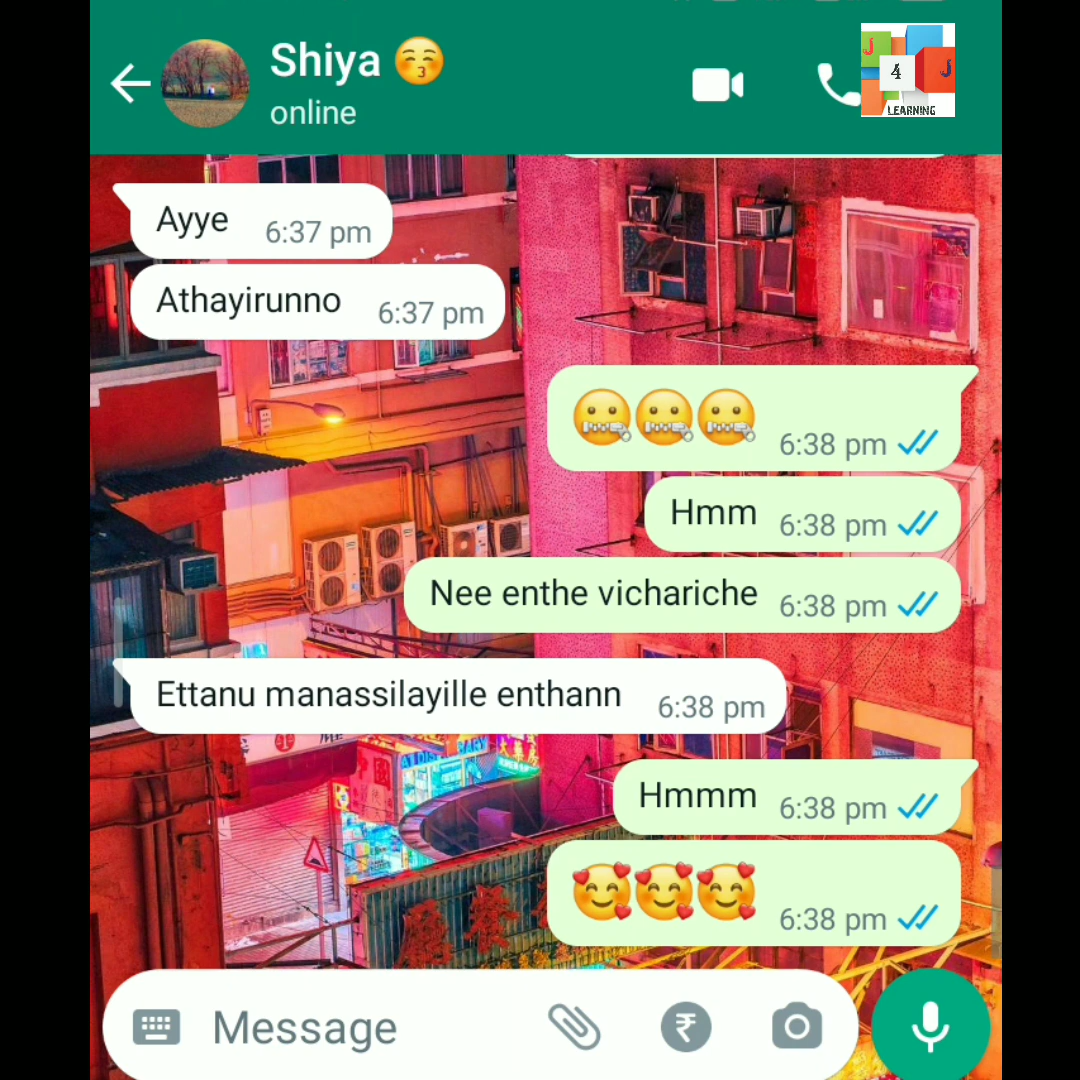 Shiya 😚
online
J
4
J
LEARNING
Ayye 6:37 pm
Athayirunno 6:37 pm
🤐🤐🤐 6:38 pm
Hmm 6:38 pm
Nee enthe vichariche 6:38 pm
Ettanu manassilayille enthann 6:38 pm
Hmmm 6:38 pm
🥰🥰🥰 6:38 pm
Message